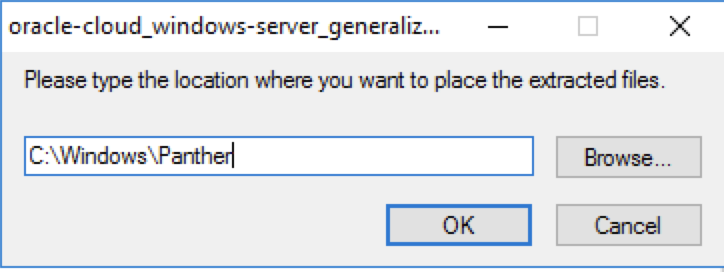 oracle-cloud_windows-server_generaliz...
Please type the location where you want to place the extracted files.
C:\Windows\Panther
Browse...
OK
Cancel